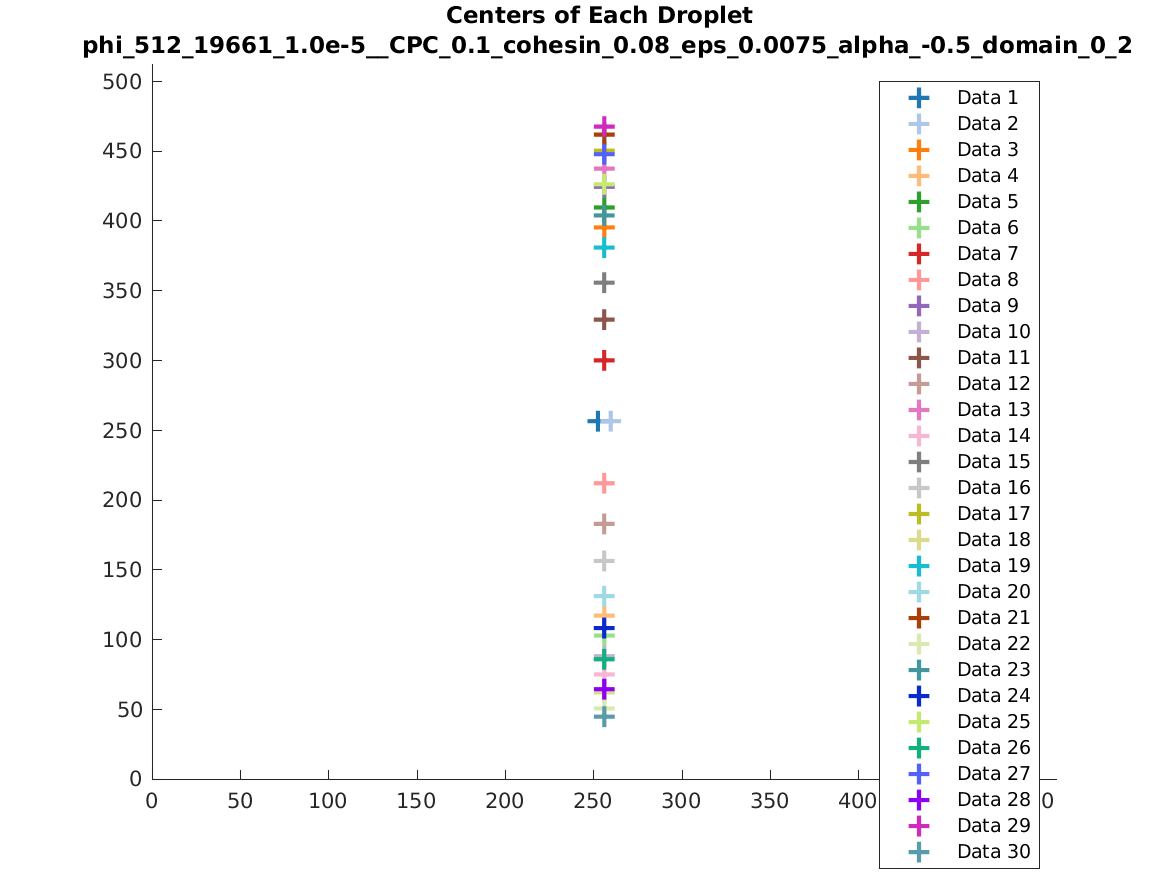 Centers of Each Droplet
phi_512_19661_1.0e-5__CPC_0.1_cohesin_0.08_eps_0.0075_alpha_-0.5_domain_0_2
500
450
400
350
300
250
200
150
100
50
0
0 50 100 150 200 250 300 350 400 0
Data 1
Data 2
Data 3
Data 4
Data 5
Data 6
Data 7
Data 8
Data 9
Data 10
Data 11
Data 12
Data 13
Data 14
Data 15
Data 16
Data 17
Data 18
Data 19
Data 20
Data 21
Data 22
Data 23
Data 24
Data 25
Data 26
Data 27
Data 28
Data 29
Data 30